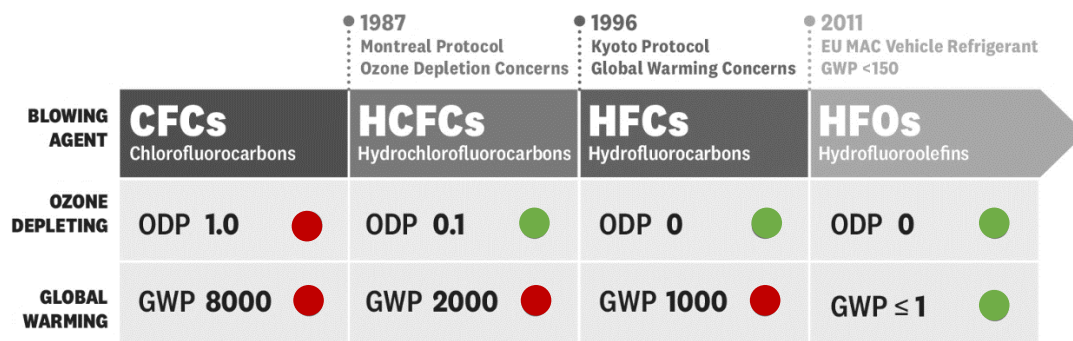 1987
Montreal Protocol
Ozone Depletion Concerns
1996
Kyoto Protocol
Global Warming Concerns
2011
EU MAC Vehicle Refrigerant
GWP <150
BLOWING
AGENT
CFCs
Chlorofluorocarbons
HCFCs
Hydrochlorofluorocarbons
HFCs
Hydrofluorocarbons
HFOs
Hydrofluoroolefins
OZONE
DEPLETING
ODP 1.0
ODP 0.1
ODP 0
ODP 0
GLOBAL
WARMING
GWP 8000
GWP 2000
GWP 1000
GWP ≤ 1